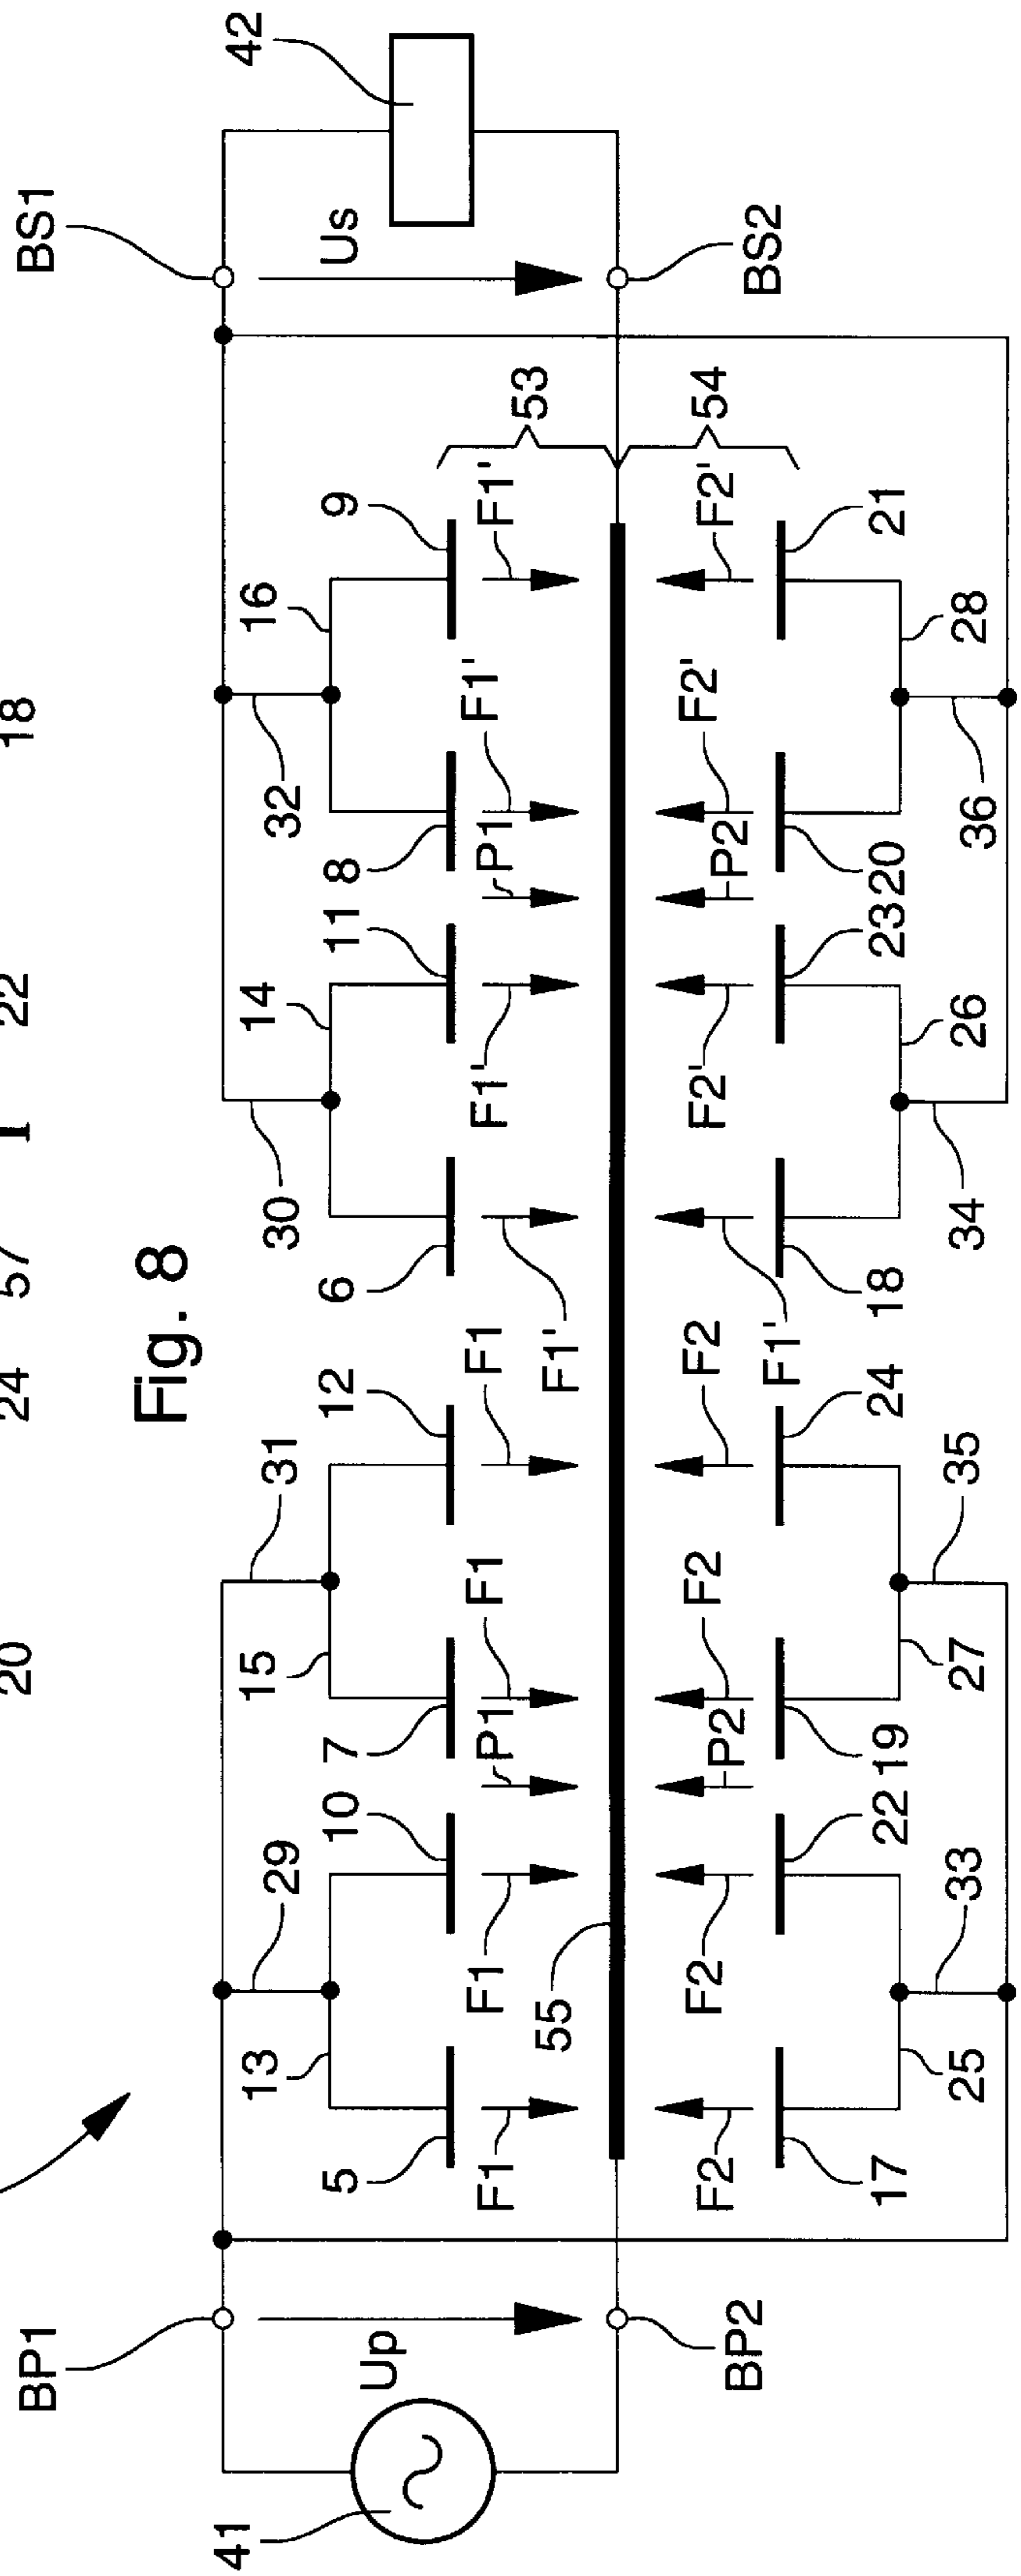 20 24 57 1 22 18
BP1 BS1
Fig. 8
41 42
13 29 15 31 30 14 32 16
5 10 7 12 6 11 8 9
Up Us
F1 F1 P1 F1 F1 F1' F1' P1 F1' F1' 53
55
F2 F2 P2 F2 F2 F1' F2' P2 F2' F2' 54
BP2 BS2
17 22 19 24 18 23 20 21
25 33 27 35 34 26 36 28